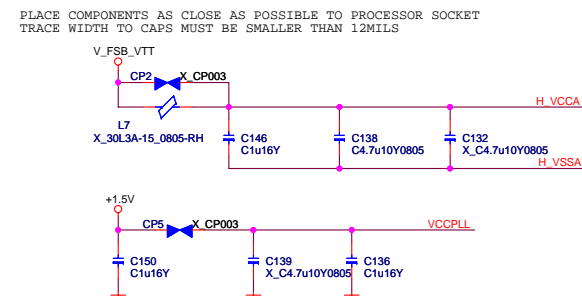 PLACE COMPONENTS AS CLOSE AS POSSIBLE TO PROCESSOR SOCKET
TRACE WIDTH TO CAPS MUST BE SMALLER THAN 12MILS
V_FSB_VTT
CP2 X_CP003
H_VCCA
L7
X_30L3A-15_0805-RH
C146
C1u16Y
C138
C4.7u10Y0805
C132
X_C4.7u10Y0805
H_VSSA
+1.5V
CP5 X_CP003
VCCPLL
C150
C1u16Y
C139
X_C4.7u10Y0805
C136
C1u16Y